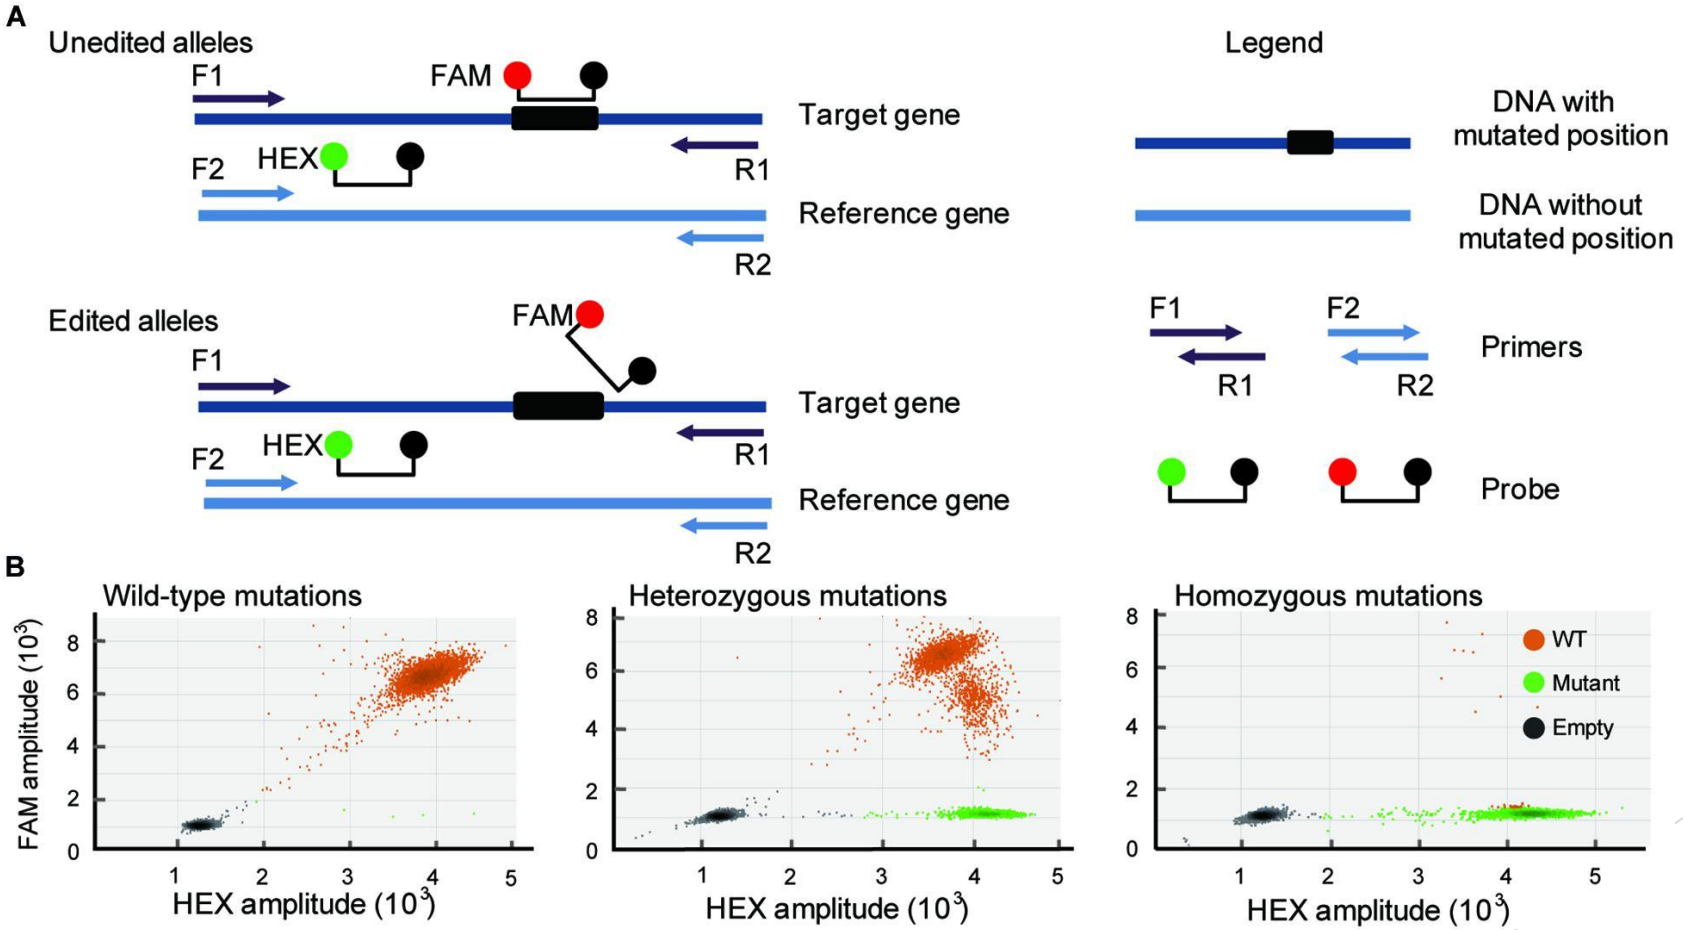 A
Unedited alleles
Legend
F1
FAM
Target gene
R1
HEX
F2
Reference gene
R2
DNA with
mutated position
DNA without
mutated position
Edited alleles
F1
FAM
Target gene
R1
HEX
F2
Reference gene
R2
F1
F2
Primers
R1
R2
Probe
B
Wild-type mutations
FAM amplitude (10³)
8
6
4
2
0
1 2 3 4 5
HEX amplitude (10³)
Heterozygous mutations
8
6
4
2
0
1 2 3 4 5
HEX amplitude (10³)
Homozygous mutations
8
6
4
2
0
1 2 3 4 5
HEX amplitude (10³)
WT
Mutant
Empty